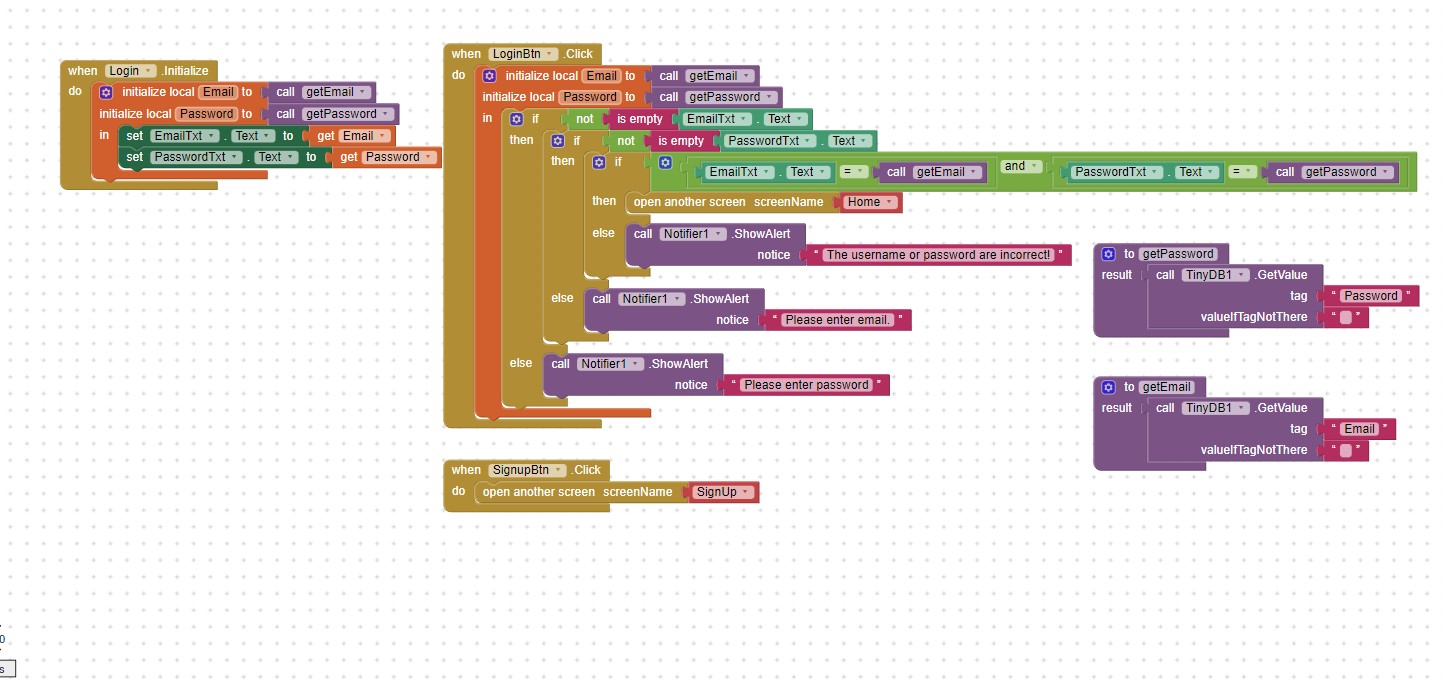 when Login .Initialize
do initialize local Email to call getEmail
initialize local Password to call getPassword
in set EmailTxt . Text to get Email
set PasswordTxt . Text to get Password
when LoginBtn .Click
do initialize local Email to call getEmail
initialize local Password to call getPassword
in if not is empty EmailTxt . Text
then if not is empty PasswordTxt . Text
then if EmailTxt . Text = call getEmail and PasswordTxt . Text = call getPassword
then open another screen screenName Home
else call Notifier1 .ShowAlert
notice “ The username or password are incorrect! ”
else call Notifier1 .ShowAlert
notice “ Please enter email. ”
else call Notifier1 .ShowAlert
notice “ Please enter password ”
when SignupBtn .Click
do open another screen screenName SignUp
to getPassword
result call TinyDB1 .GetValue
tag “ Password ”
valueIfTagNotThere “ ”
to getEmail
result call TinyDB1 .GetValue
tag “ Email ”
valueIfTagNotThere “ ”
0
s